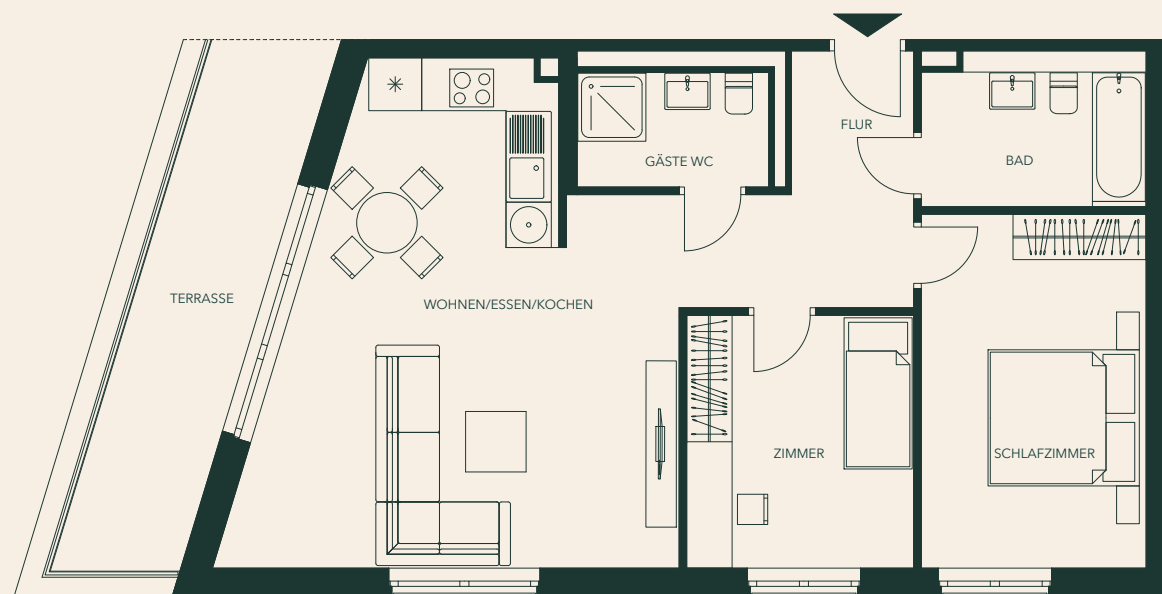 FLUR
GÄSTE WC
BAD
TERRASSE
WOHNEN/ESSEN/KOCHEN
ZIMMER
SCHLAFZIMMER